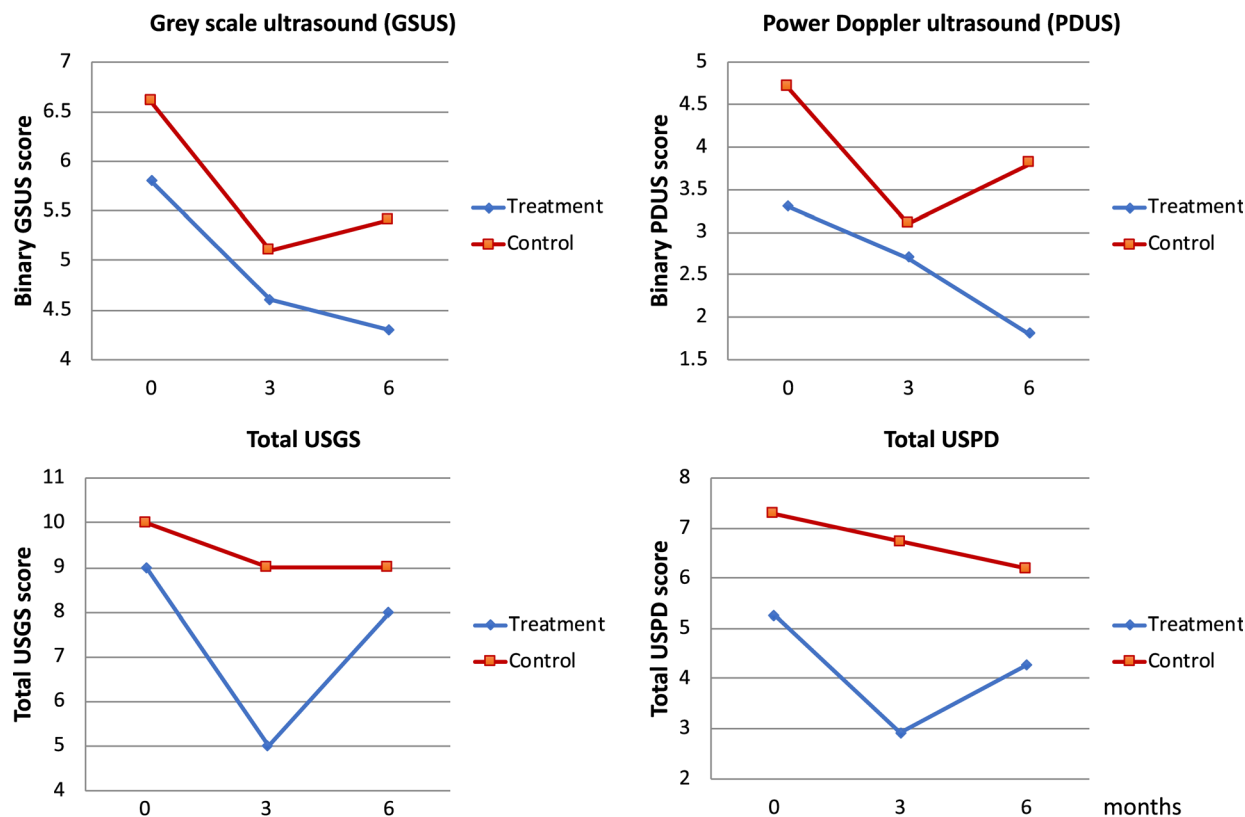 Grey scale ultrasound (GSUS)
Binary GSUS score
7
6.5
6
5.5
5
4.5
4
0 3 6
Treatment
Control
Power Doppler ultrasound (PDUS)
Binary PDUS score
5
4.5
4
3.5
3
2.5
2
1.5
0 3 6
Treatment
Control
Total USGS
Total USGS score
11
10
9
8
7
6
5
4
0 3 6
Treatment
Control
Total USPD
Total USPD score
8
7
6
5
4
3
2
0 3 6 months
Treatment
Control